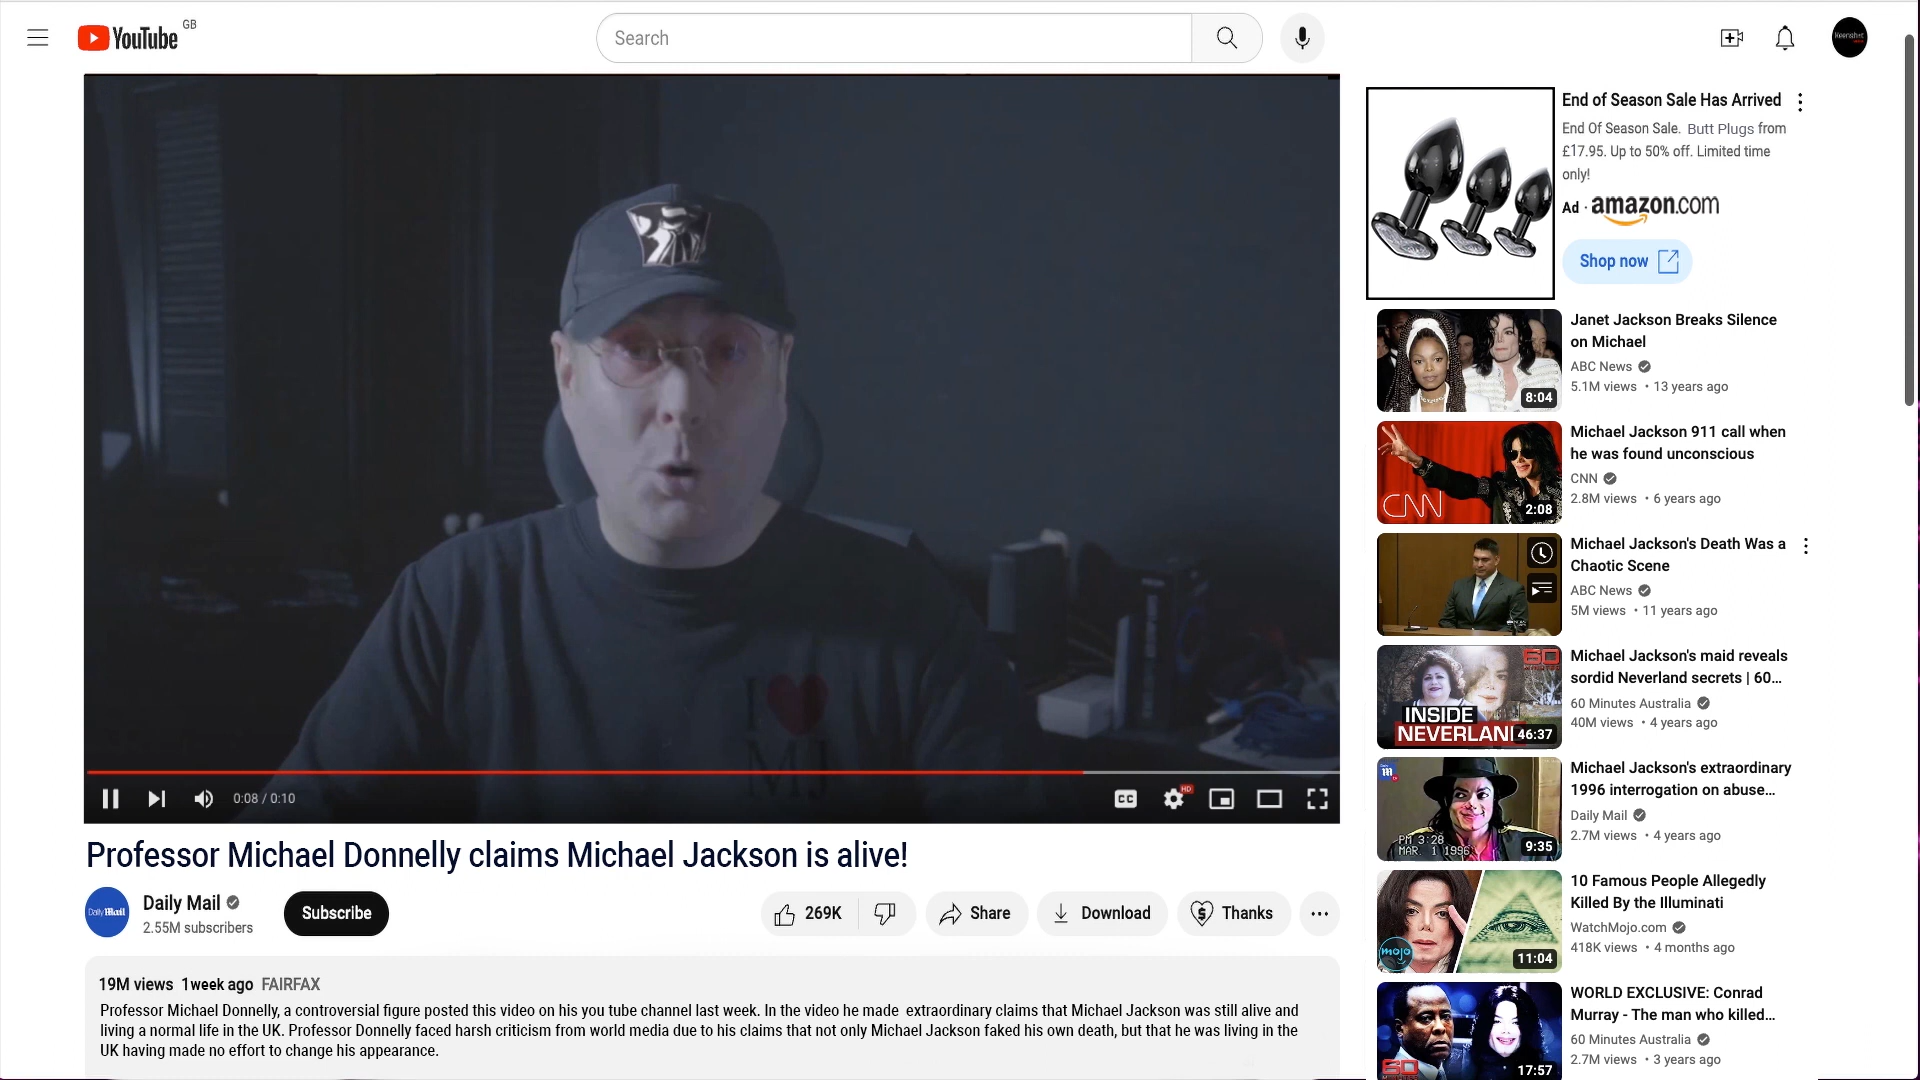 YouTube GB
Search
Keenshot
I ♥
MJ
0:08 / 0:10
CC
HD
Professor Michael Donnelly claims Michael Jackson is alive!
Daily Mail
Daily Mail
2.55M subscribers
Subscribe
269K
Share
Download
Thanks
19M views 1week ago FAIRFAX
Professor Michael Donnelly, a controversial figure posted this video on his you tube channel last week. In the video he made extraordinary claims that Michael Jackson was still alive and
living a normal life in the UK. Professor Donnelly faced harsh criticism from world media due to his claims that not only Michael Jackson faked his own death, but that he was living in the
UK having made no effort to change his appearance.
End of Season Sale Has Arrived
End Of Season Sale. Butt Plugs from
£17.95. Up to 50% off. Limited time
only!
Ad · amazon.com
Shop now
8:04
Janet Jackson Breaks Silence
on Michael
ABC News
5.1M views • 13 years ago
CNN
2:08
Michael Jackson 911 call when
he was found unconscious
CNN
2.8M views • 6 years ago
Michael Jackson's Death Was a
Chaotic Scene
ABC News
5M views • 11 years ago
60
INSIDE
NEVERLAN
46:37
Michael Jackson's maid reveals
sordid Neverland secrets | 60...
60 Minutes Australia
40M views • 4 years ago
PM 3:28
MAR. 1 1996
9:35
Michael Jackson's extraordinary
1996 interrogation on abuse...
Daily Mail
2.7M views • 4 years ago
mojo
11:04
10 Famous People Allegedly
Killed By the Illuminati
WatchMojo.com
418K views • 4 months ago
60
17:57
WORLD EXCLUSIVE: Conrad
Murray - The man who killed...
60 Minutes Australia
2.7M views • 3 years ago